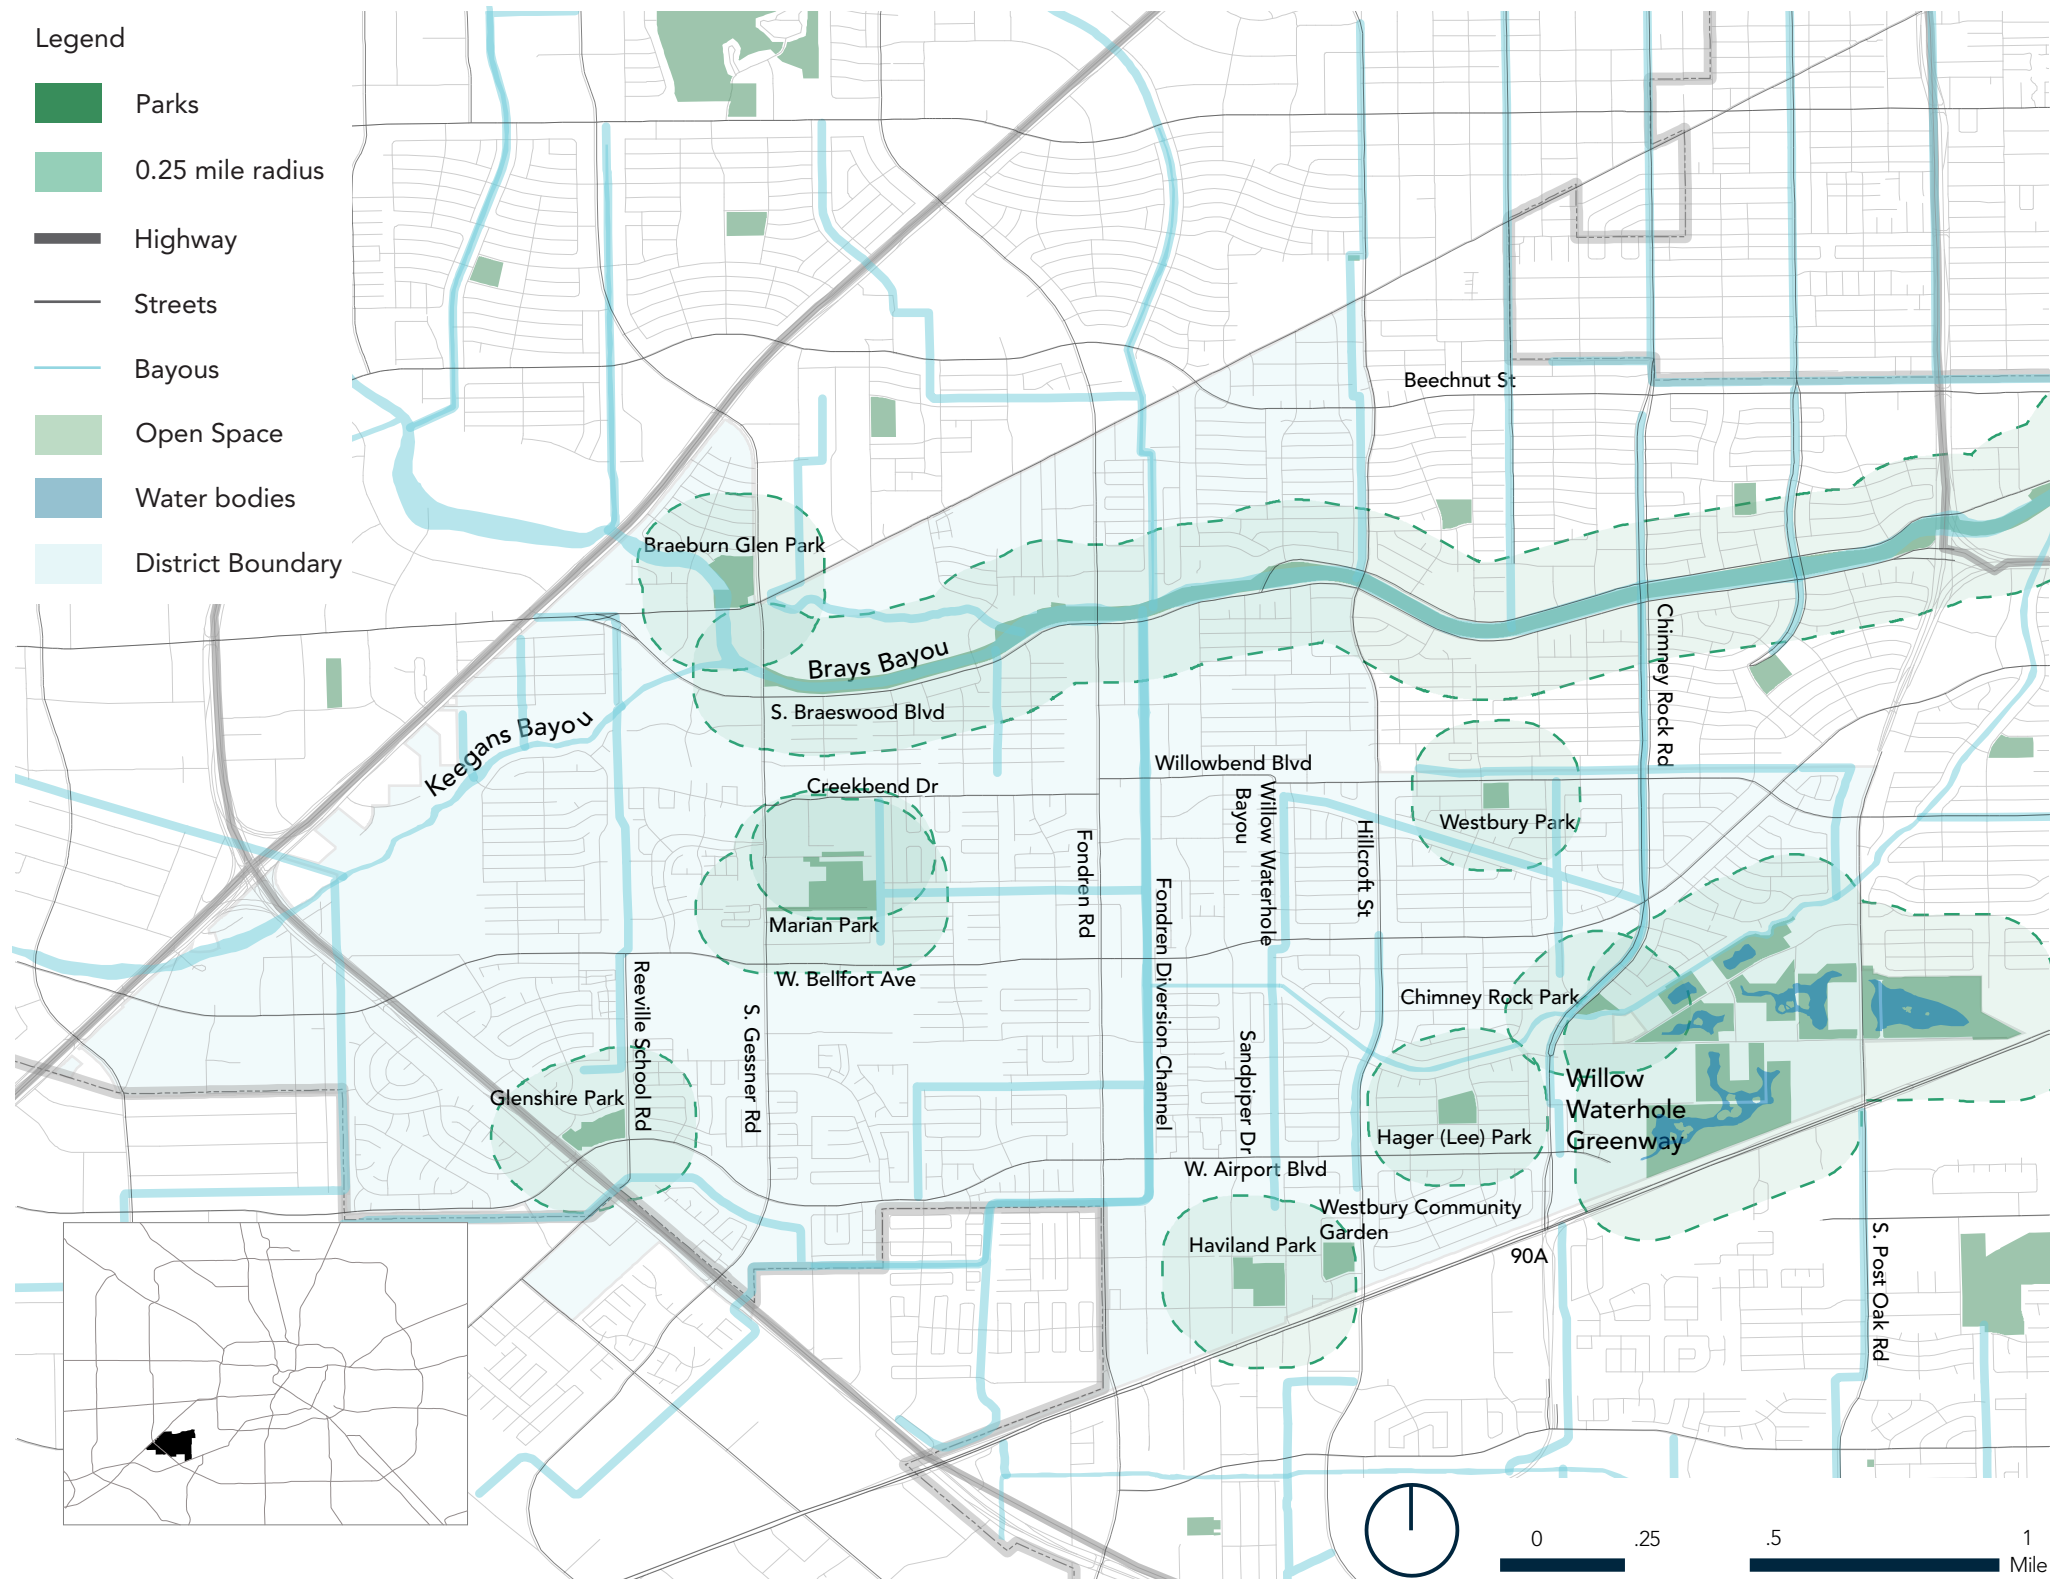 Legend
Parks
0.25 mile radius
Highway
Streets
Bayous
Open Space
Water bodies
District Boundary
Beechnut St
Braeburn Glen Park
Brays Bayou
S. Braeswood Blvd
Keegans Bayou
Chimney Rock Rd
Willowbend Blvd
Creekbend Dr
Willow Waterhole
Bayou
Westbury Park
Hillcroft St
Fondren Rd
Marian Park
W. Bellfort Ave
Fondren Diversion Channel
Reeville School Rd
S. Gessner Rd
Chimney Rock Park
Sandpiper Dr
Glenshire Park
Willow
Waterhole
Greenway
Hager (Lee) Park
W. Airport Blvd
Westbury Community
Garden
Haviland Park
90A
S. Post Oak Rd
0
.25
.5
1
Mile